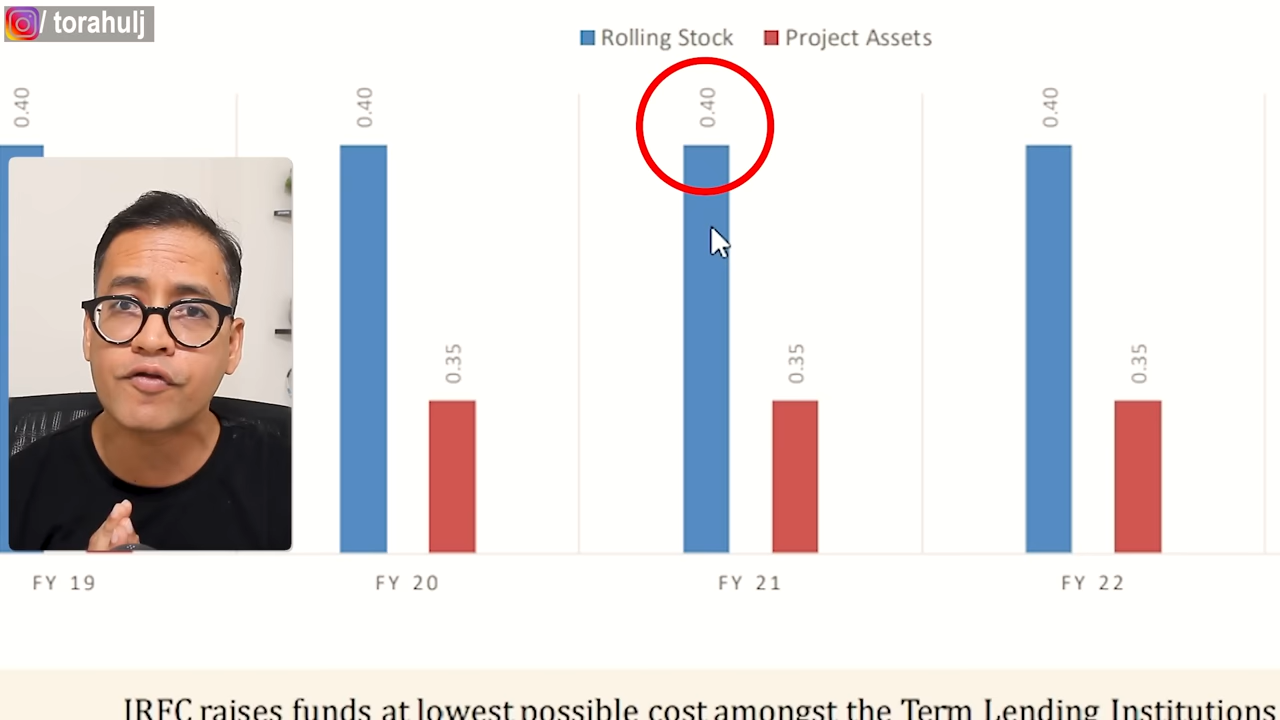 / torahulj
Rolling Stock Project Assets
0.40 0.40 0.40 0.40
0.35 0.35 0.35
FY 19 FY 20 FY 21 FY 22
IRFC raises funds at lowest possible cost amongst the Term Lending Institutions